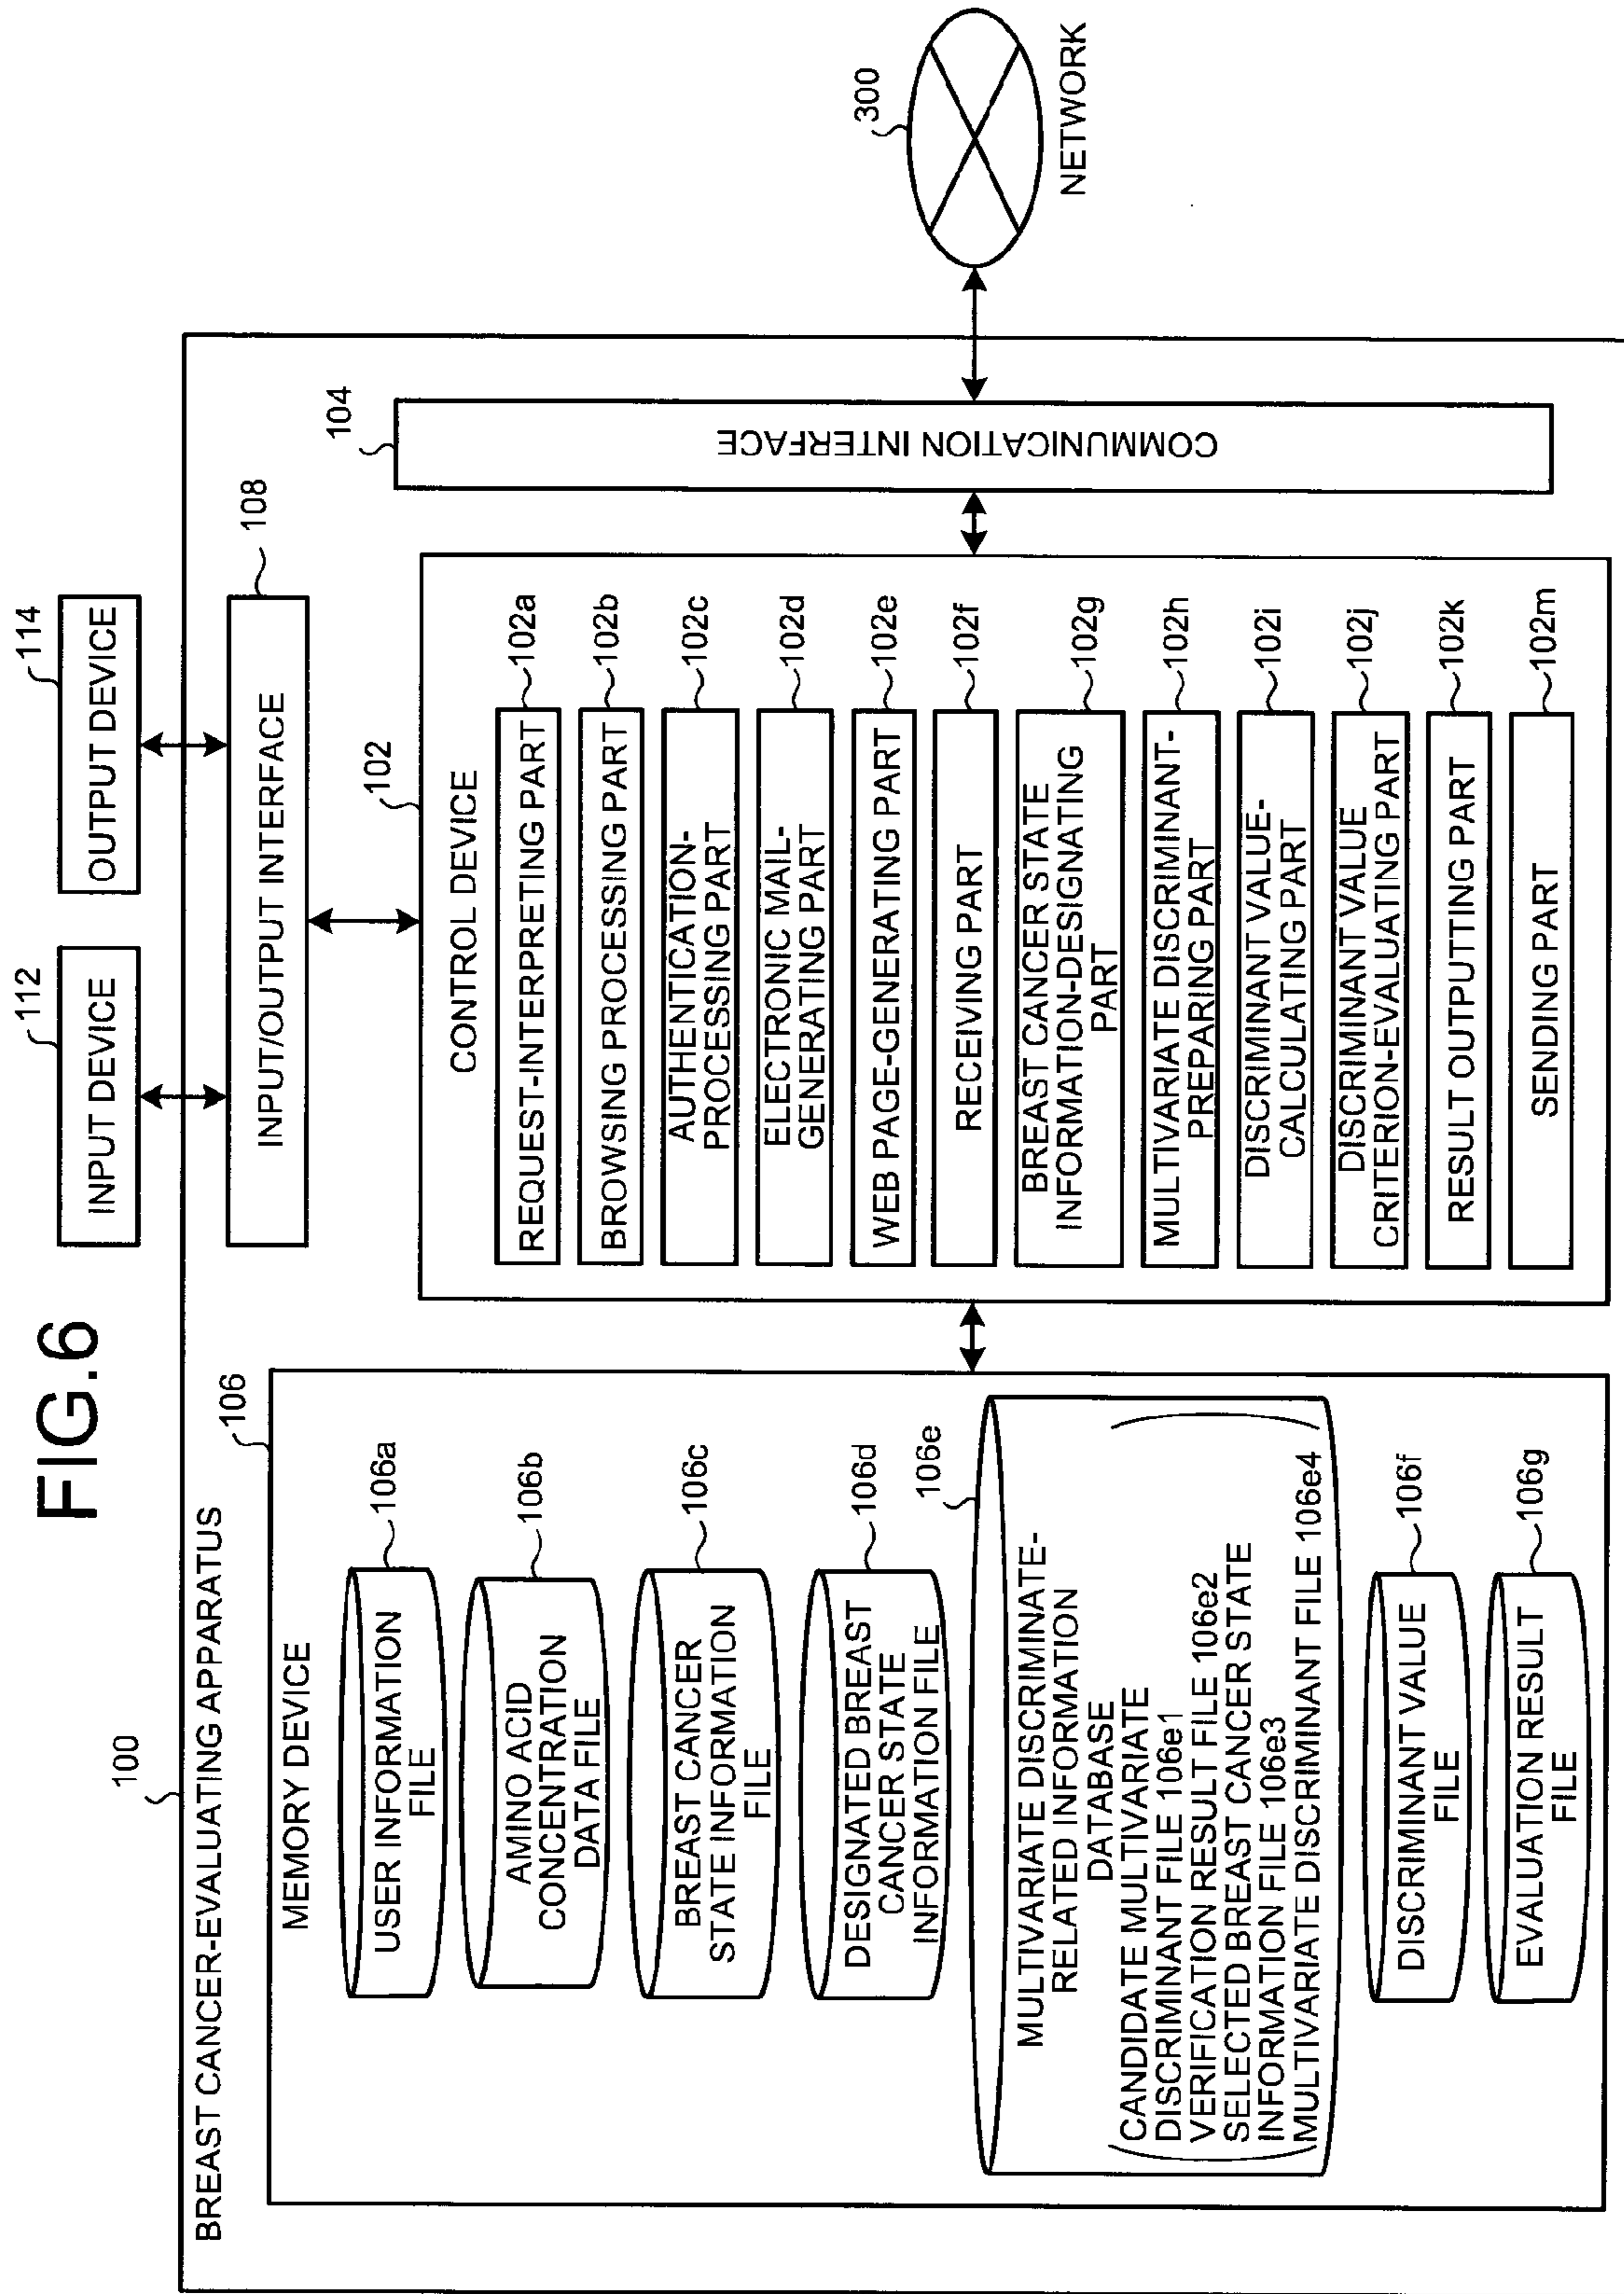 FIG.6
100
BREAST CANCER-EVALUATING APPARATUS
106
MEMORY DEVICE
USER INFORMATION
FILE
106a
AMINO ACID
CONCENTRATION
DATA FILE
106b
BREAST CANCER
STATE INFORMATION
FILE
106c
DESIGNATED BREAST
CANCER STATE
INFORMATION FILE
106d
106e
MULTIVARIATE DISCRIMINATE-
RELATED INFORMATION
DATABASE
CANDIDATE MULTIVARIATE
DISCRIMINANT FILE 106e1
VERIFICATION RESULT FILE 106e2
SELECTED BREAST CANCER STATE
INFORMATION FILE 106e3
MULTIVARIATE DISCRIMINANT FILE 106e4
DISCRIMINANT VALUE
FILE
106f
EVALUATION RESULT
FILE
106g
112
INPUT DEVICE
114
OUTPUT DEVICE
INPUT/OUTPUT INTERFACE
108
102
CONTROL DEVICE
REQUEST-INTERPRETING PART
102a
BROWSING PROCESSING PART
102b
AUTHENTICATION-
PROCESSING PART
102c
ELECTRONIC MAIL-
GENERATING PART
102d
WEB PAGE-GENERATING PART
102e
RECEIVING PART
102f
BREAST CANCER STATE
INFORMATION-DESIGNATING
PART
102g
MULTIVARIATE DISCRIMINANT-
PREPARING PART
102h
DISCRIMINANT VALUE-
CALCULATING PART
102i
DISCRIMINANT VALUE
CRITERION-EVALUATING PART
102j
RESULT OUTPUTTING PART
102k
SENDING PART
102m
104
COMMUNICATION INTERFACE
300
NETWORK